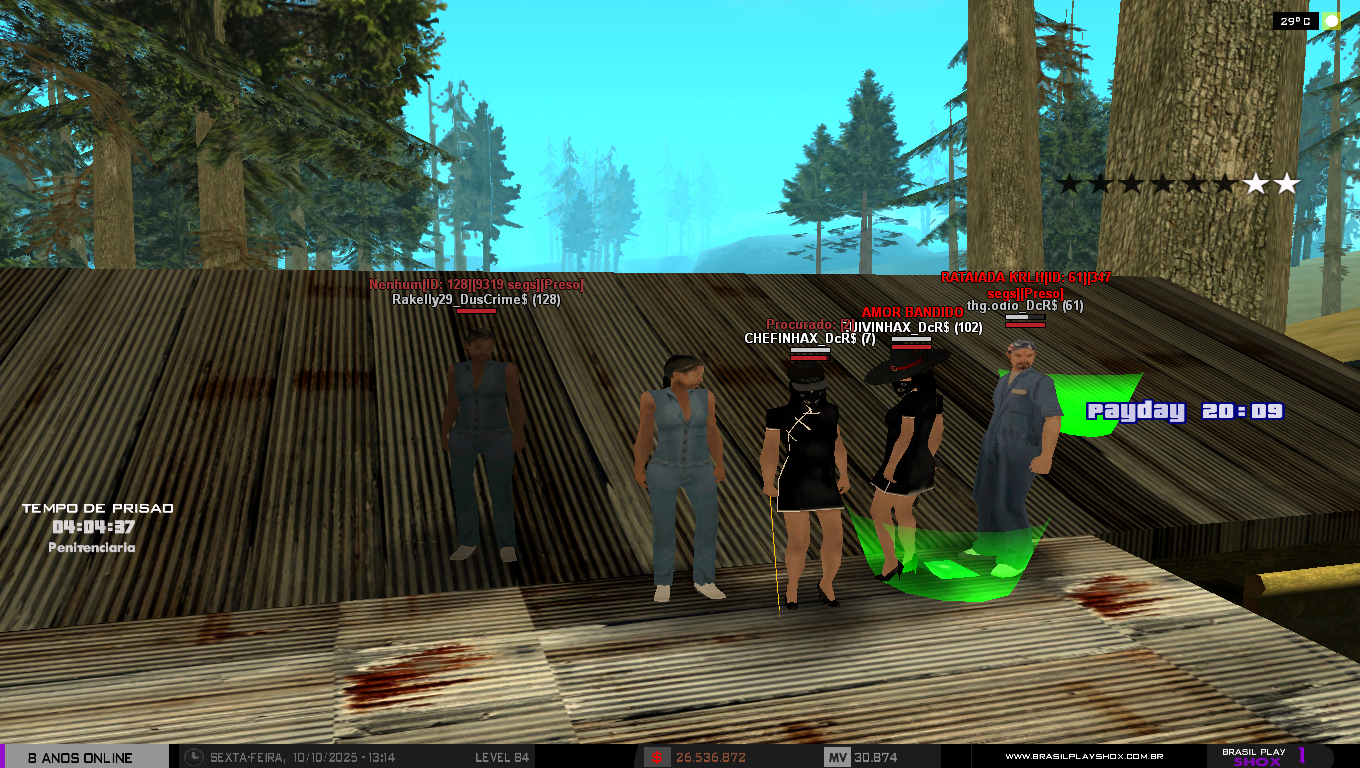 29º C
Nenhum|ID: 128|[9319 segs][Preso]
Rakelly29_DusCrime$ (128)
RATAIADA KRLH|ID: 61|[347
segs][Preso]
thg.odio_DcR$ (61)
AMOR BANDIDO
JIVINHAX_DcR$ (102)
Procurado: [2]
CHEFINHAX_DcR$ (7)
Payday 20:09
TEMPO DE PRISAO
04:04:37
Penitenciaria
8 ANOS ONLINE
SEXTA-FEIRA, 10/10/2025 - 13:14
LEVEL 84
26.536.872
MV 30.874
WWW.BRASILPLAYSHOX.COM.BR
BRASIL PLAY
SHOX 1